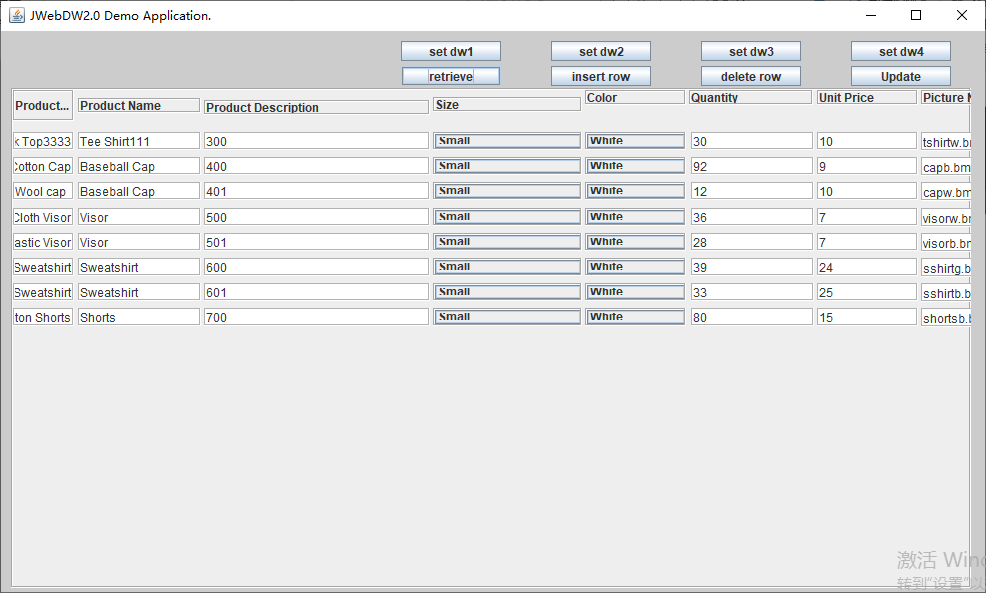 JWebDW2.0 Demo Application.
set dw1 set dw2 set dw3 set dw4
retrieve insert row delete row Update
Product... Product Name Product Description Size Color Quantity Unit Price Picture
k Top3333 Tee Shirt111 300 Small White 30 10 tshirtw.b
Cotton Cap Baseball Cap 400 Small White 92 9 capb.bm
Wool cap Baseball Cap 401 Small White 12 10 capw.bm
Cloth Visor Visor 500 Small White 36 7 visorw.b
astic Visor Visor 501 Small White 28 7 visorb.b
Sweatshirt Sweatshirt 600 Small White 39 24 sshirtg.b
Sweatshirt Sweatshirt 601 Small White 33 25 sshirtb.b
ton Shorts Shorts 700 Small White 80 15 shortsb.b
激活 Wind
转到"设置"以